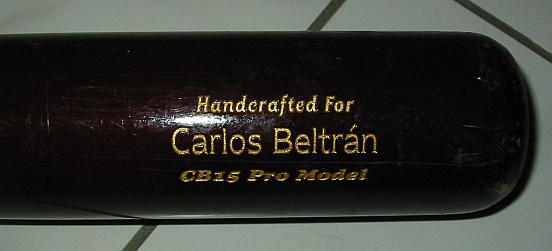 Handcrafted For
Carlos Beltrán
CB15 Pro Model